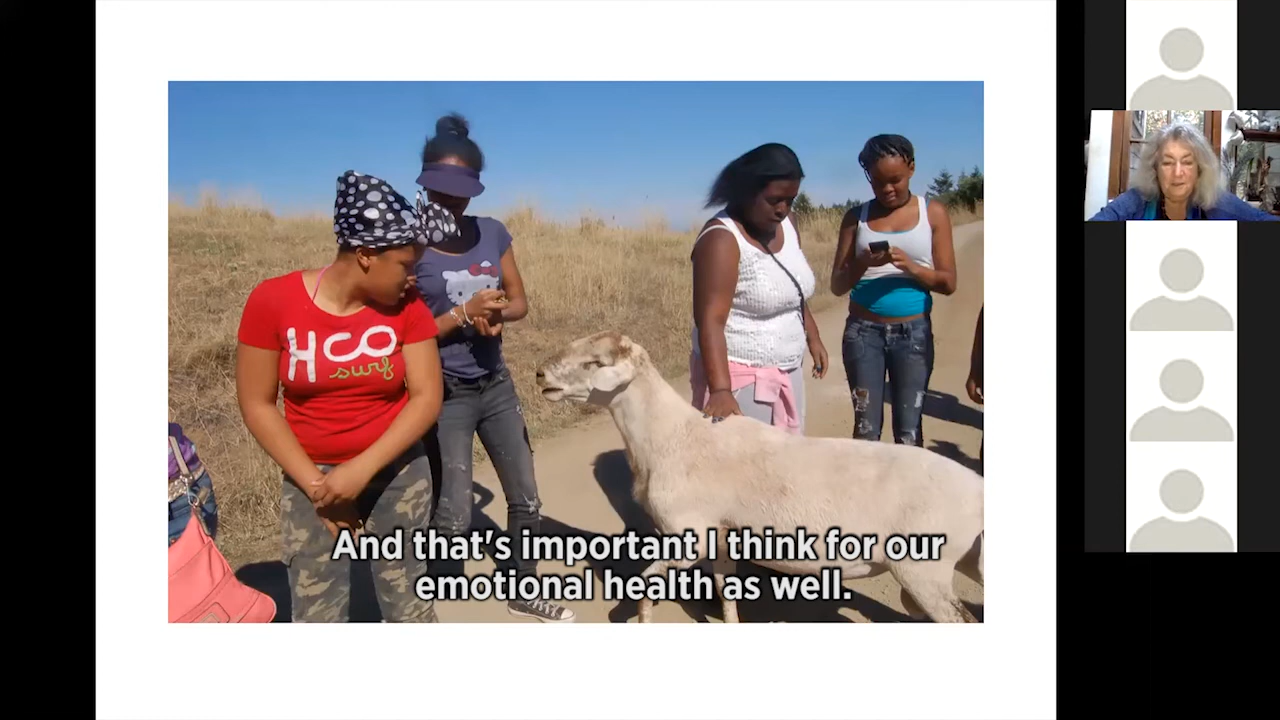 HCO
surf
And that's important I think for our
emotional health as well.